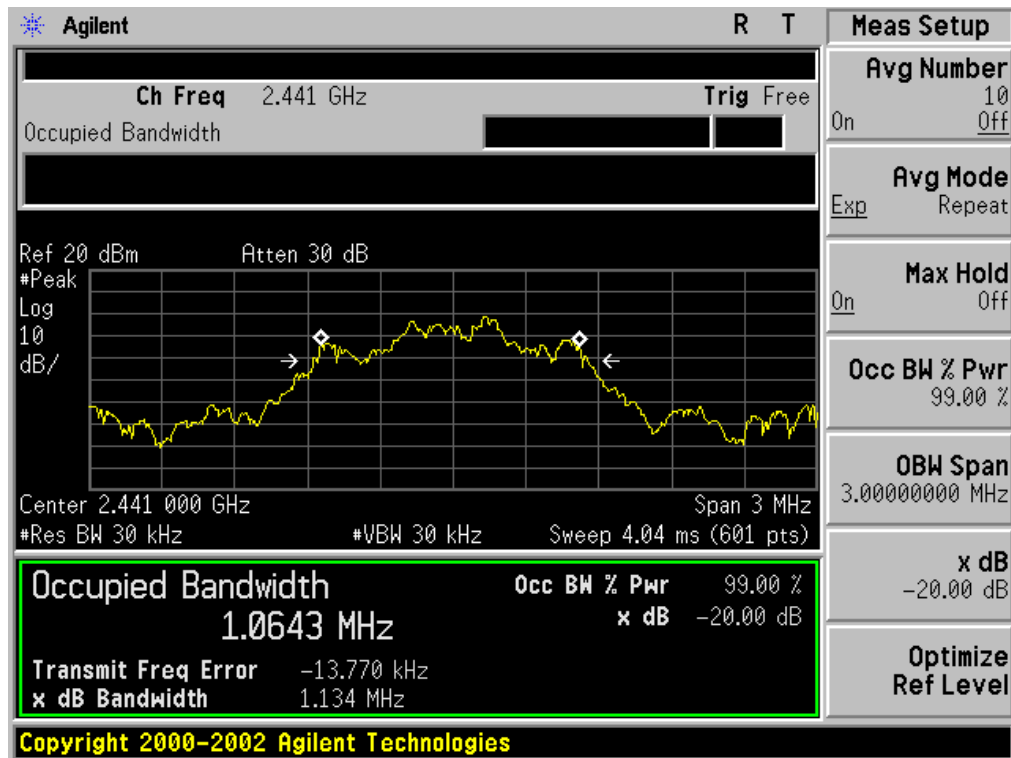 Agilent R T
Ch Freq 2.441 GHz Trig Free
Occupied Bandwidth
Ref 20 dBm Atten 30 dB
#Peak
Log
10
dB/
Center 2.441 000 GHz Span 3 MHz
#Res BW 30 kHz #VBW 30 kHz Sweep 4.04 ms (601 pts)
Occupied Bandwidth Occ BW % Pwr 99.00 %
1.0643 MHz x dB -20.00 dB
Transmit Freq Error -13.770 kHz
x dB Bandwidth 1.134 MHz
Copyright 2000-2002 Agilent Technologies
Meas Setup
Avg Number
10
On Off
Avg Mode
Exp Repeat
Max Hold
On Off
Occ BW % Pwr
99.00 %
OBW Span
3.00000000 MHz
x dB
-20.00 dB
Optimize
Ref Level